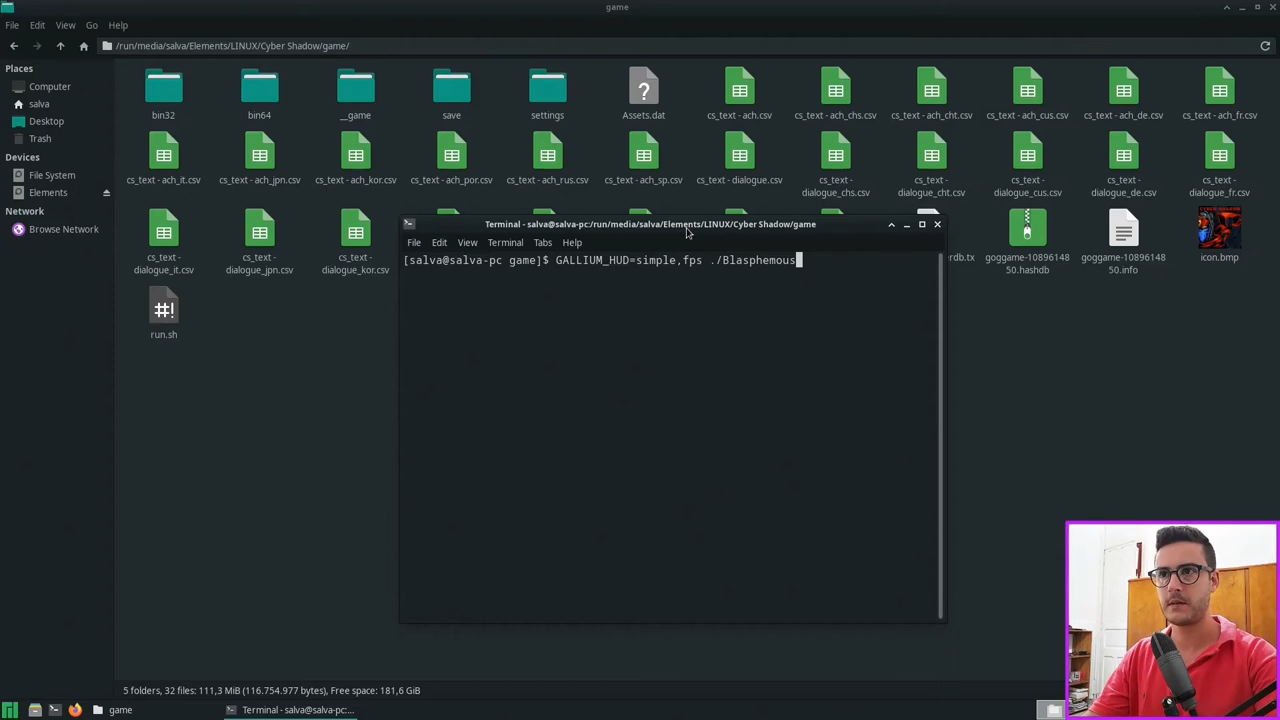 game
File Edit View Go Help
/run/media/salva/Elements/LINUX/Cyber Shadow/game/
Places
Computer
salva
Desktop
Trash
Devices
File System
Elements
Network
Browse Network
bin32 bin64 __game save settings Assets.dat cs_text - ach.csv cs_text - ach_chs.csv cs_text - ach_cht.csv cs_text - ach_cus.csv cs_text - ach_de.csv cs_text - ach_fr.csv
cs_text - ach_it.csv cs_text - ach_jpn.csv cs_text - ach_kor.csv cs_text - ach_por.csv cs_text - ach_rus.csv cs_text - ach_sp.csv cs_text - dialogue.csv cs_text - cs_text - cs_text - cs_text - cs_text -
dialogue_chs.csv dialogue_cht.csv dialogue_cus.csv dialogue_de.csv dialogue_fr.csv
cs_text - cs_text - cs_text - rdb.tx goggame-10896148 goggame-10896148 icon.bmp
dialogue_it.csv dialogue_jpn.csv dialogue_kor.csv 50.hashdb 50.info
#!
run.sh
Terminal - salva@salva-pc:/run/media/salva/Elements/LINUX/Cyber Shadow/game
File Edit View Terminal Tabs Help
[salva@salva-pc game]$ GALLIUM_HUD=simple,fps ./Blasphemous
5 folders, 32 files: 111,3 MiB (116.754.977 bytes), Free space: 181,6 GiB
game Terminal - salva@salva-pc:...